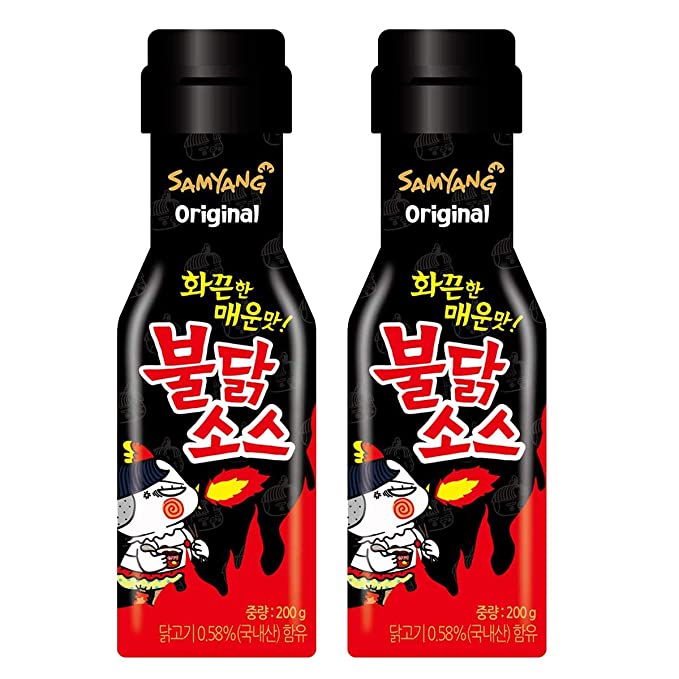 SAMYANG
Original
화끈한
매운맛!
불닭
소스
중량 : 200 g
닭고기 0.58% (국내산) 함유
SAMYANG
Original
화끈한
매운맛!
불닭
소스
중량 : 200 g
닭고기 0.58% (국내산) 함유